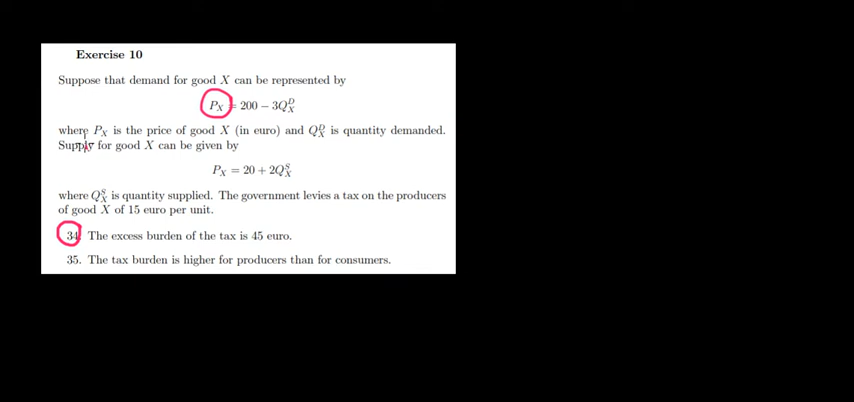 Exercise 10
Suppose that demand for good X can be represented by
P_X = 200 − 3Q_X^D
where P_X is the price of good X (in euro) and Q_X^D is quantity demanded.
Supply for good X can be given by
P_X = 20 + 2Q_X^S
where Q_X^S is quantity supplied. The government levies a tax on the producers
of good X of 15 euro per unit.
34. The excess burden of the tax is 45 euro.
35. The tax burden is higher for producers than for consumers.